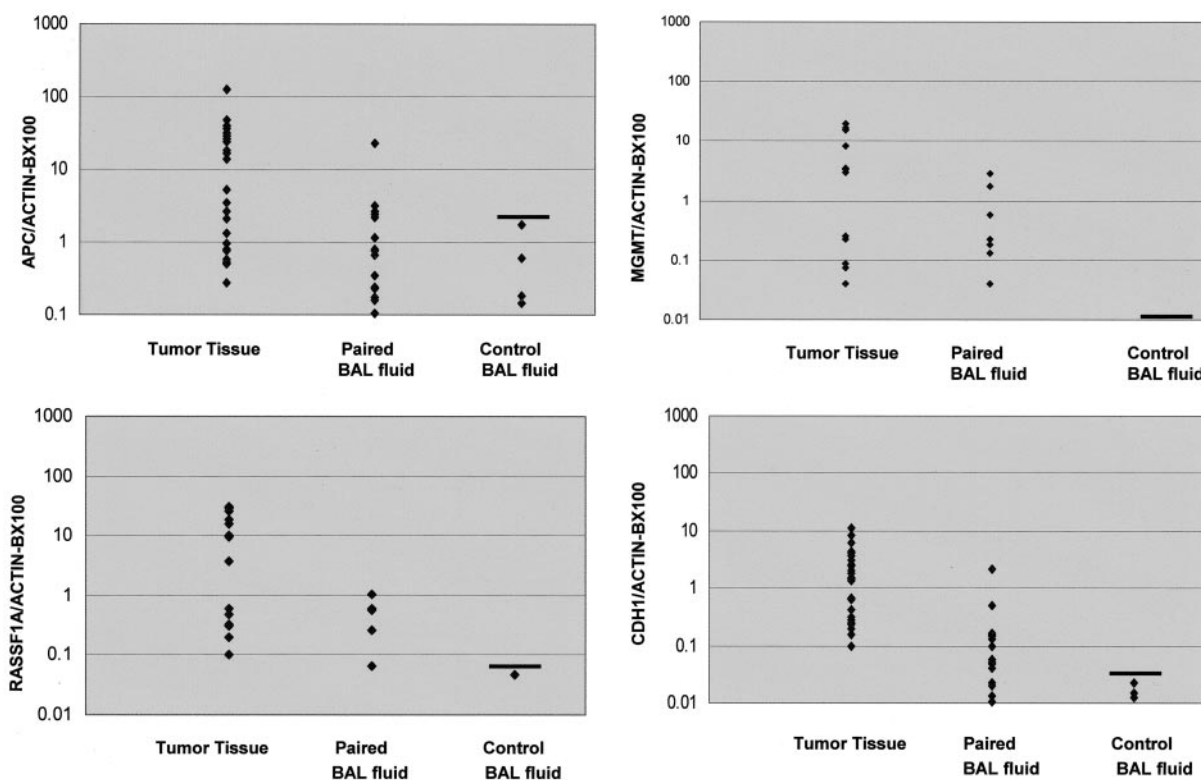 1000
100
10
1
0.1
APC/ACTIN-BX100
Tumor Tissue
Paired
BAL fluid
Control
BAL fluid
1000
100
10
1
0.1
0.01
MGMT/ACTIN-BX100
Tumor Tissue
Paired
BAL fluid
Control
BAL fluid
1000
100
10
1
0.1
0.01
RASSF1A/ACTIN-BX100
Tumor Tissue
Paired
BAL fluid
Control
BAL fluid
1000
100
10
1
0.1
0.01
CDH1/ACTIN-BX100
Tumor Tissue
Paired
BAL fluid
Control
BAL fluid